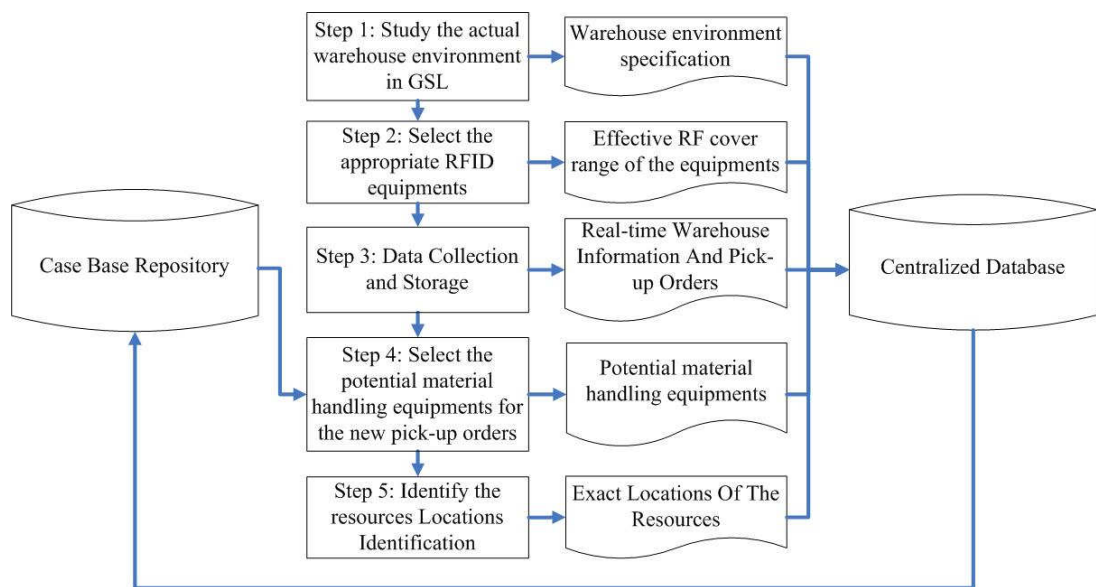 Step 1: Study the actual
warehouse environment
in GSL
Warehouse environment
specification
Step 2: Select the
appropriate RFID
equipments
Effective RF cover
range of the equipments
Case Base Repository
Step 3: Data Collection
and Storage
Real-time Warehouse
Information And Pick-
up Orders
Centralized Database
Step 4: Select the
potential material
handling equipments for
the new pick-up orders
Potential material
handling equipments
Step 5: Identify the
resources Locations
Identification
Exact Locations Of The
Resources